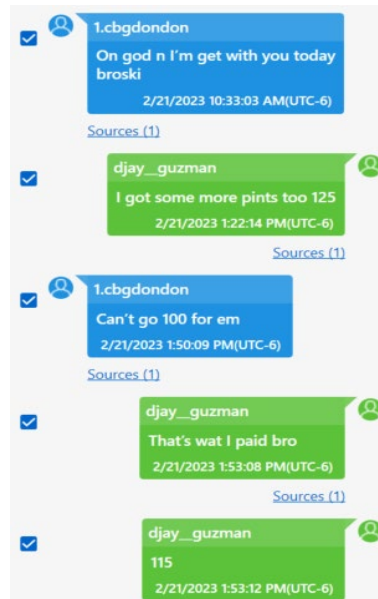 1.cbgdondon
On god n I'm get with you today
broski
2/21/2023 10:33:03 AM(UTC-6)
Sources (1)
djay__guzman
I got some more pints too 125
2/21/2023 1:22:14 PM(UTC-6)
Sources (1)
1.cbgdondon
Can't go 100 for em
2/21/2023 1:50:09 PM(UTC-6)
Sources (1)
djay__guzman
That's wat I paid bro
2/21/2023 1:53:08 PM(UTC-6)
Sources (1)
djay__guzman
115
2/21/2023 1:53:12 PM(UTC-6)